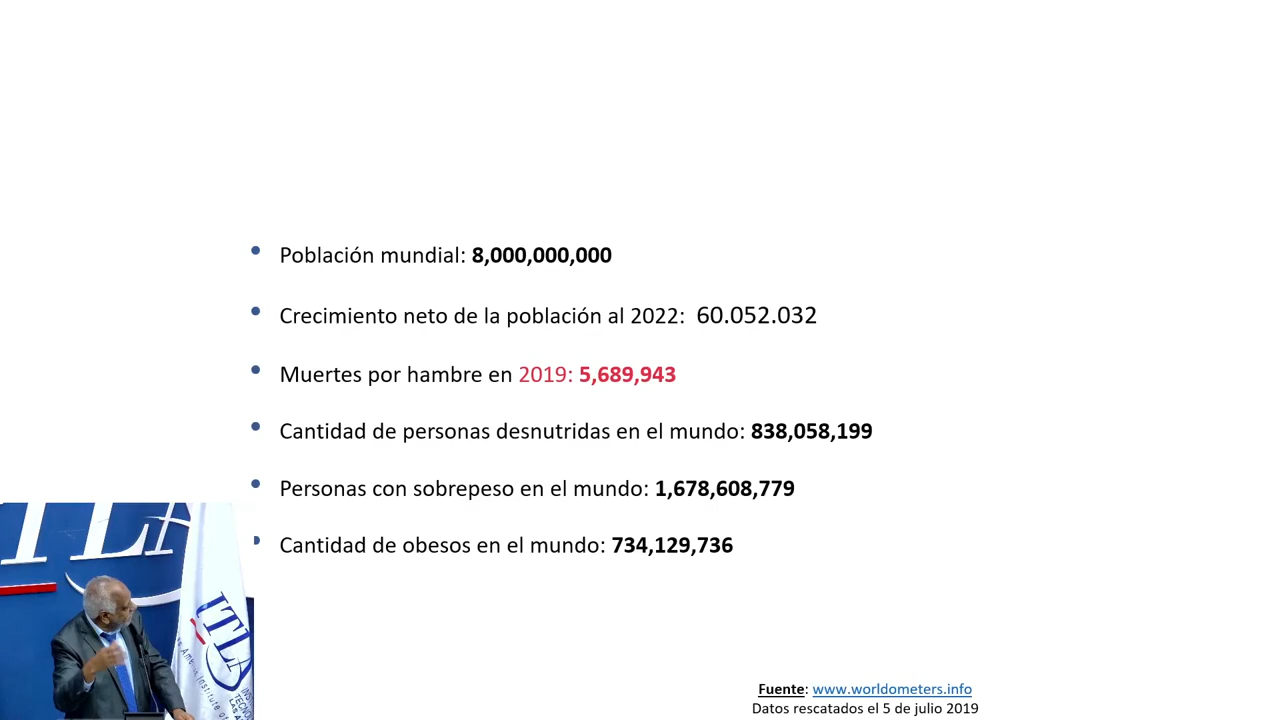 Población mundial: 8,000,000,000
Crecimiento neto de la población al 2022: 60.052.032
Muertes por hambre en 2019: 5,689,943
Cantidad de personas desnutridas en el mundo: 838,058,199
Personas con sobrepeso en el mundo: 1,678,608,779
Cantidad de obesos en el mundo: 734,129,736
ITLA
ITLA
Fuente: www.worldometers.info
Datos rescatados el 5 de julio 2019